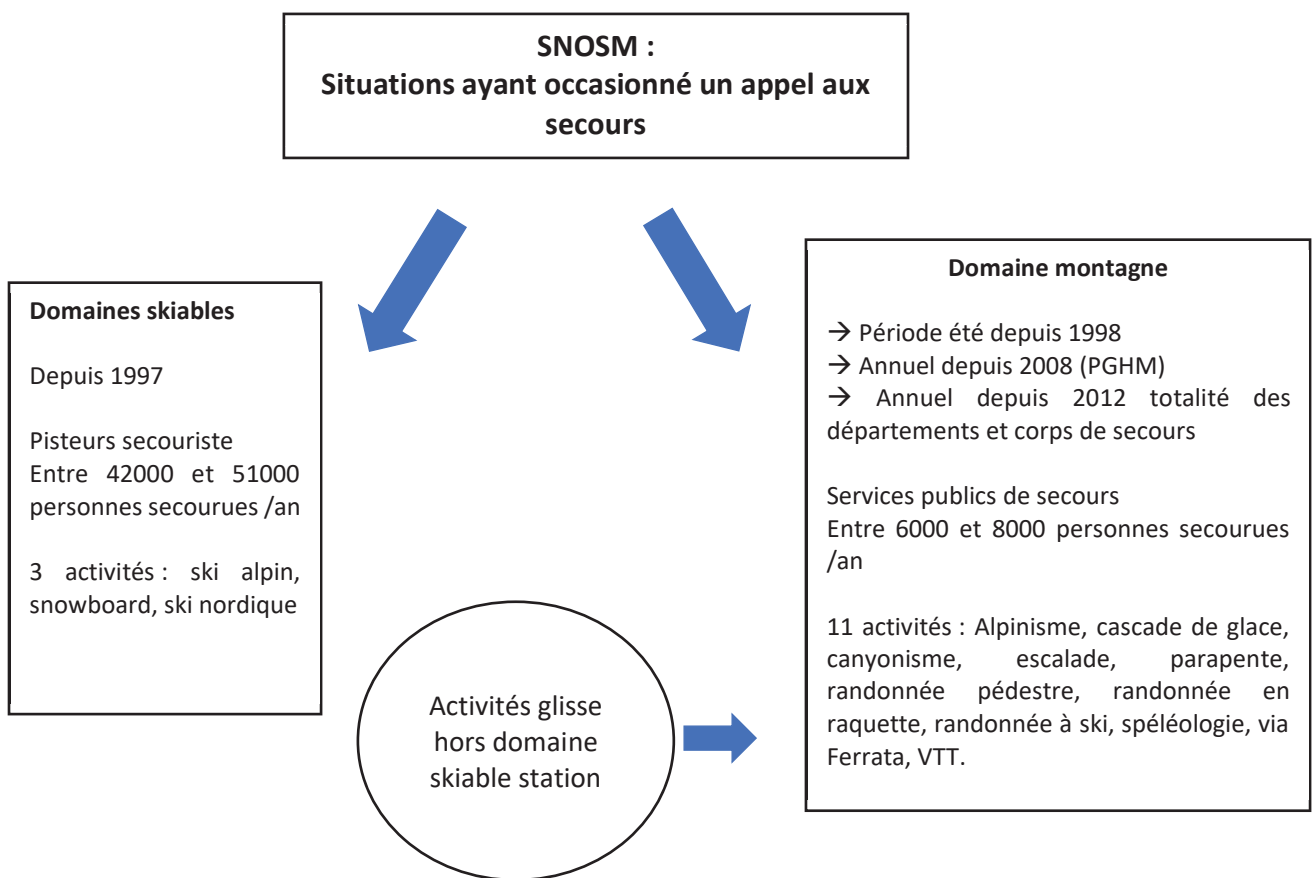 SNOSM :
Situations ayant occasionné un appel aux
secours
Domaines skiables
Depuis 1997
Pisteurs secouriste
Entre 42000 et 51000
personnes secourues /an
3 activités : ski alpin,
snowboard, ski nordique
Activités glisse
hors domaine
skiable station
Domaine montagne
→ Période été depuis 1998
→ Annuel depuis 2008 (PGHM)
→ Annuel depuis 2012 totalité des
départements et corps de secours
Services publics de secours
Entre 6000 et 8000 personnes secourues
/an
11 activités : Alpinisme, cascade de glace,
canyonisme, escalade, parapente,
randonnée pédestre, randonnée en
raquette, randonnée à ski, spéléologie, via
Ferrata, VTT.